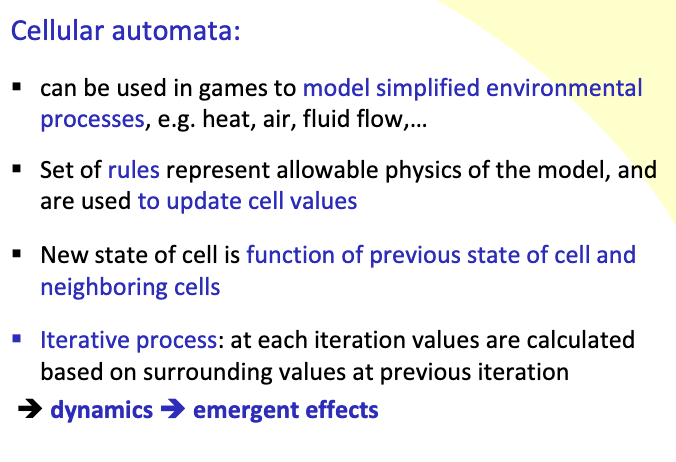 Cellular automata:
▪ can be used in games to model simplified environmental
processes, e.g. heat, air, fluid flow,...
▪ Set of rules represent allowable physics of the model, and
are used to update cell values
▪ New state of cell is function of previous state of cell and
neighboring cells
▪ Iterative process: at each iteration values are calculated
based on surrounding values at previous iteration
➔ dynamics ➔ emergent effects